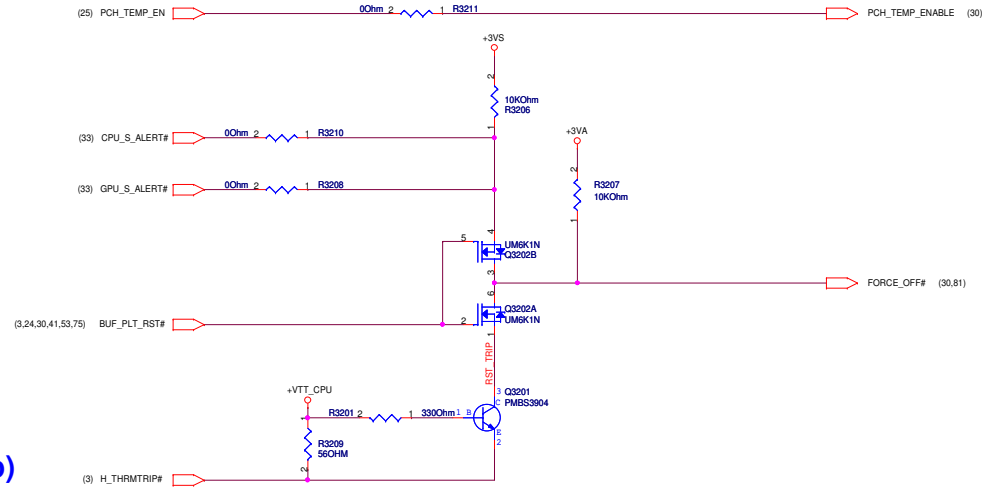 (25) PCH_TEMP_EN 0Ohm 2 1 R3211 PCH_TEMP_ENABLE (30)
+3VS
2
10KOhm
R3206
1
+3VA
(33) CPU_S_ALERT# 0Ohm 2 1 R3210
2
R3207
10KOhm
1
(33) GPU_S_ALERT# 0Ohm 2 1 R3208
4
5 UM6K1N
Q3202B
3
FORCE_OFF# (30,81)
6
Q3202A
(3,24,30,41,53,75) BUF_PLT_RST# 2 UM6K1N
1
RST_TRIP
+VTT_CPU
3 Q3201
C PMBS3904
1 R3201 2 1 330Ohm 1 B
R3209
56OHM
E
2
2
(3) H_THRMTRIP#